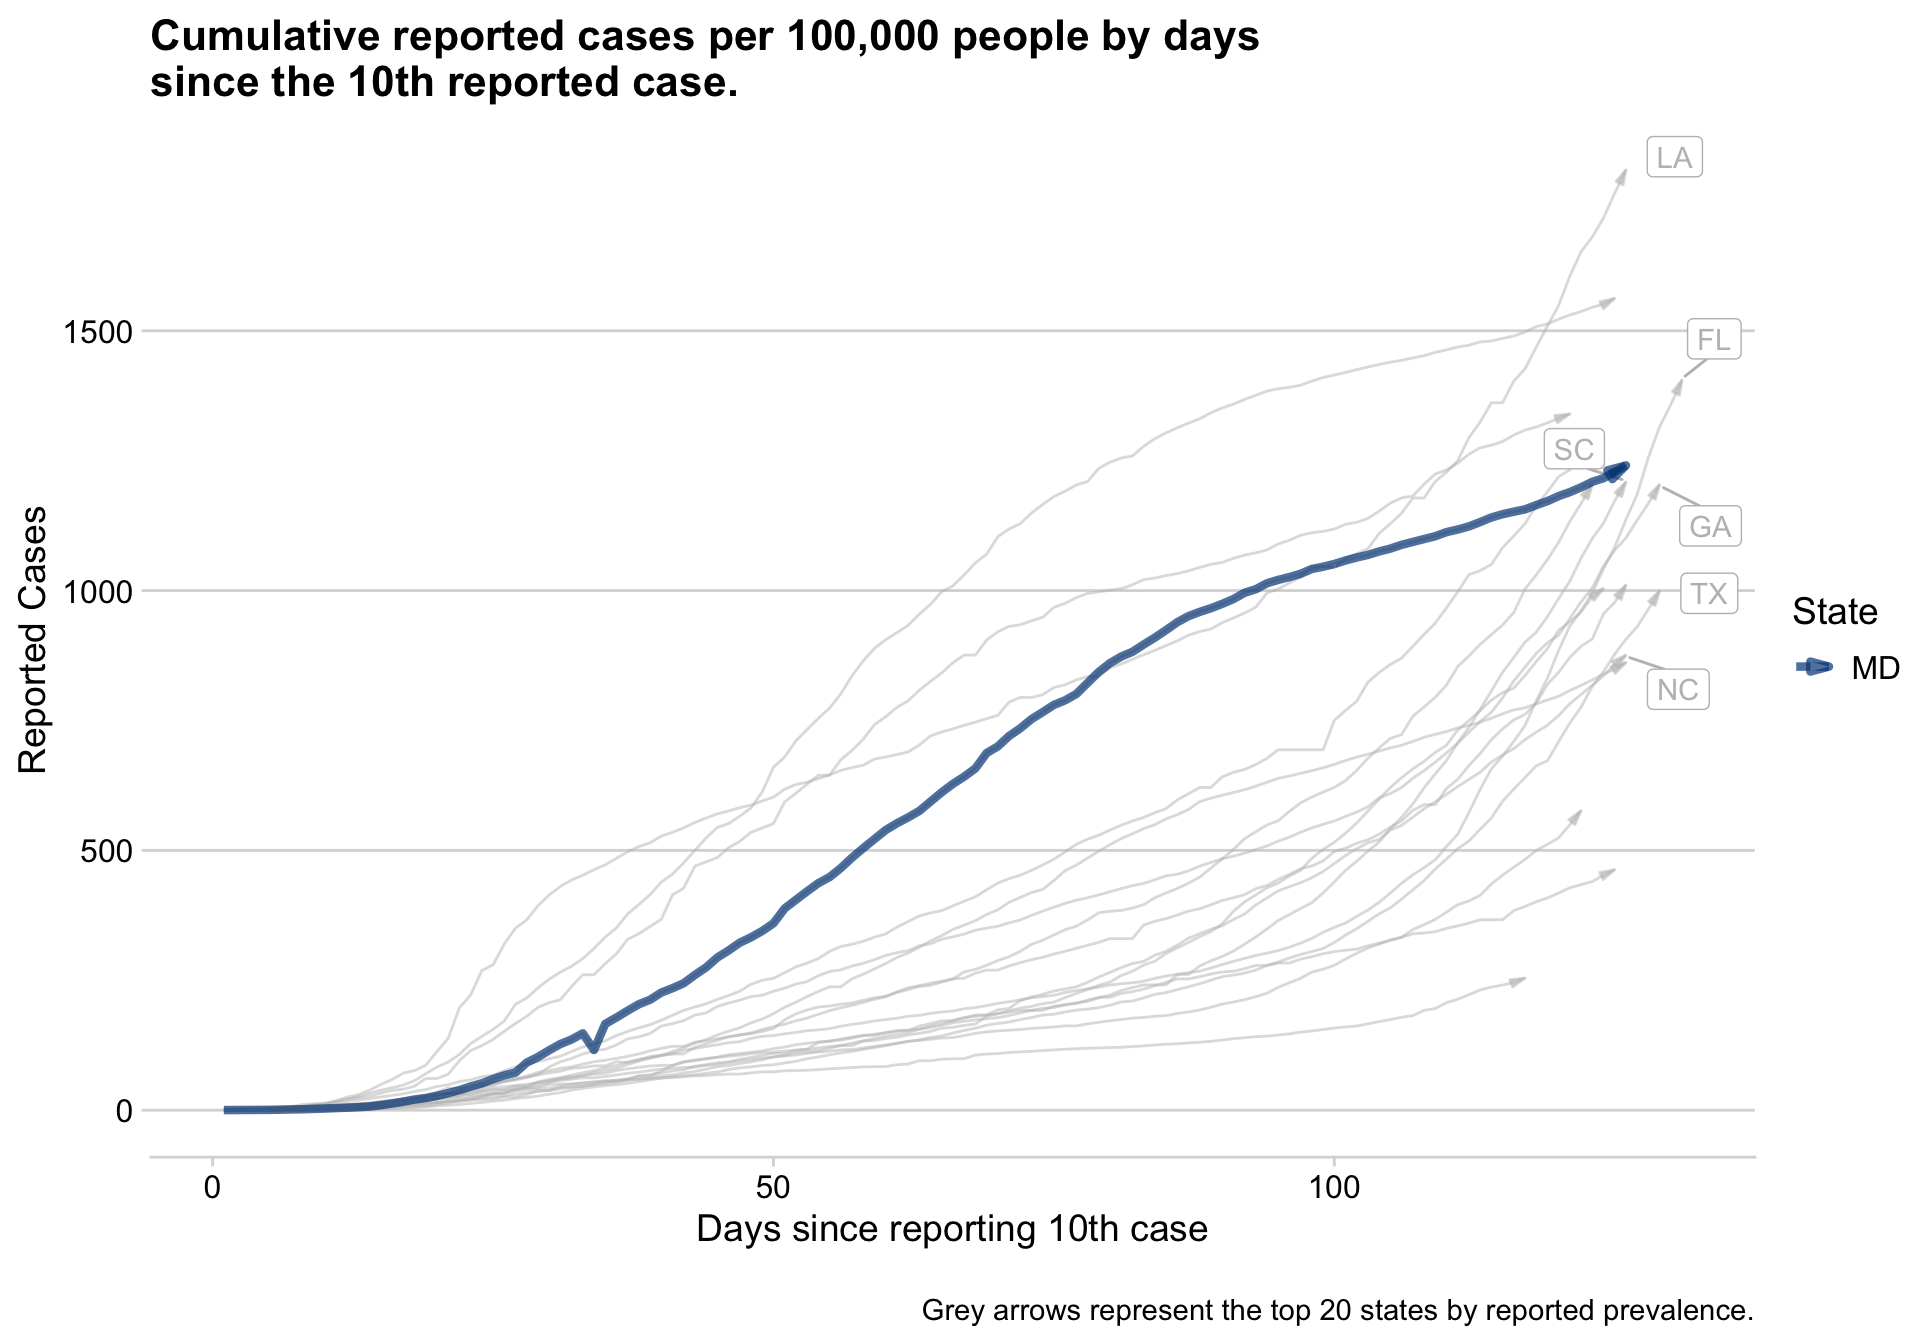 Cumulative reported cases per 100,000 people by days
since the 10th reported case.
LA
1500
FL
SC
GA
1000
TX
NC
500
0
Reported Cases
State
MD
0
50
100
Days since reporting 10th case
Grey arrows represent the top 20 states by reported prevalence.